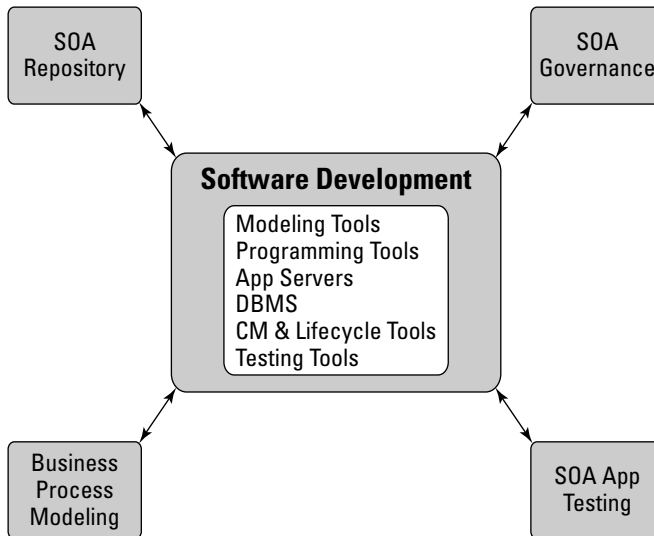 SOA
Repository
SOA
Governance
Software Development
Modeling Tools
Programming Tools
App Servers
DBMS
CM & Lifecycle Tools
Testing Tools
Business
Process
Modeling
SOA App
Testing